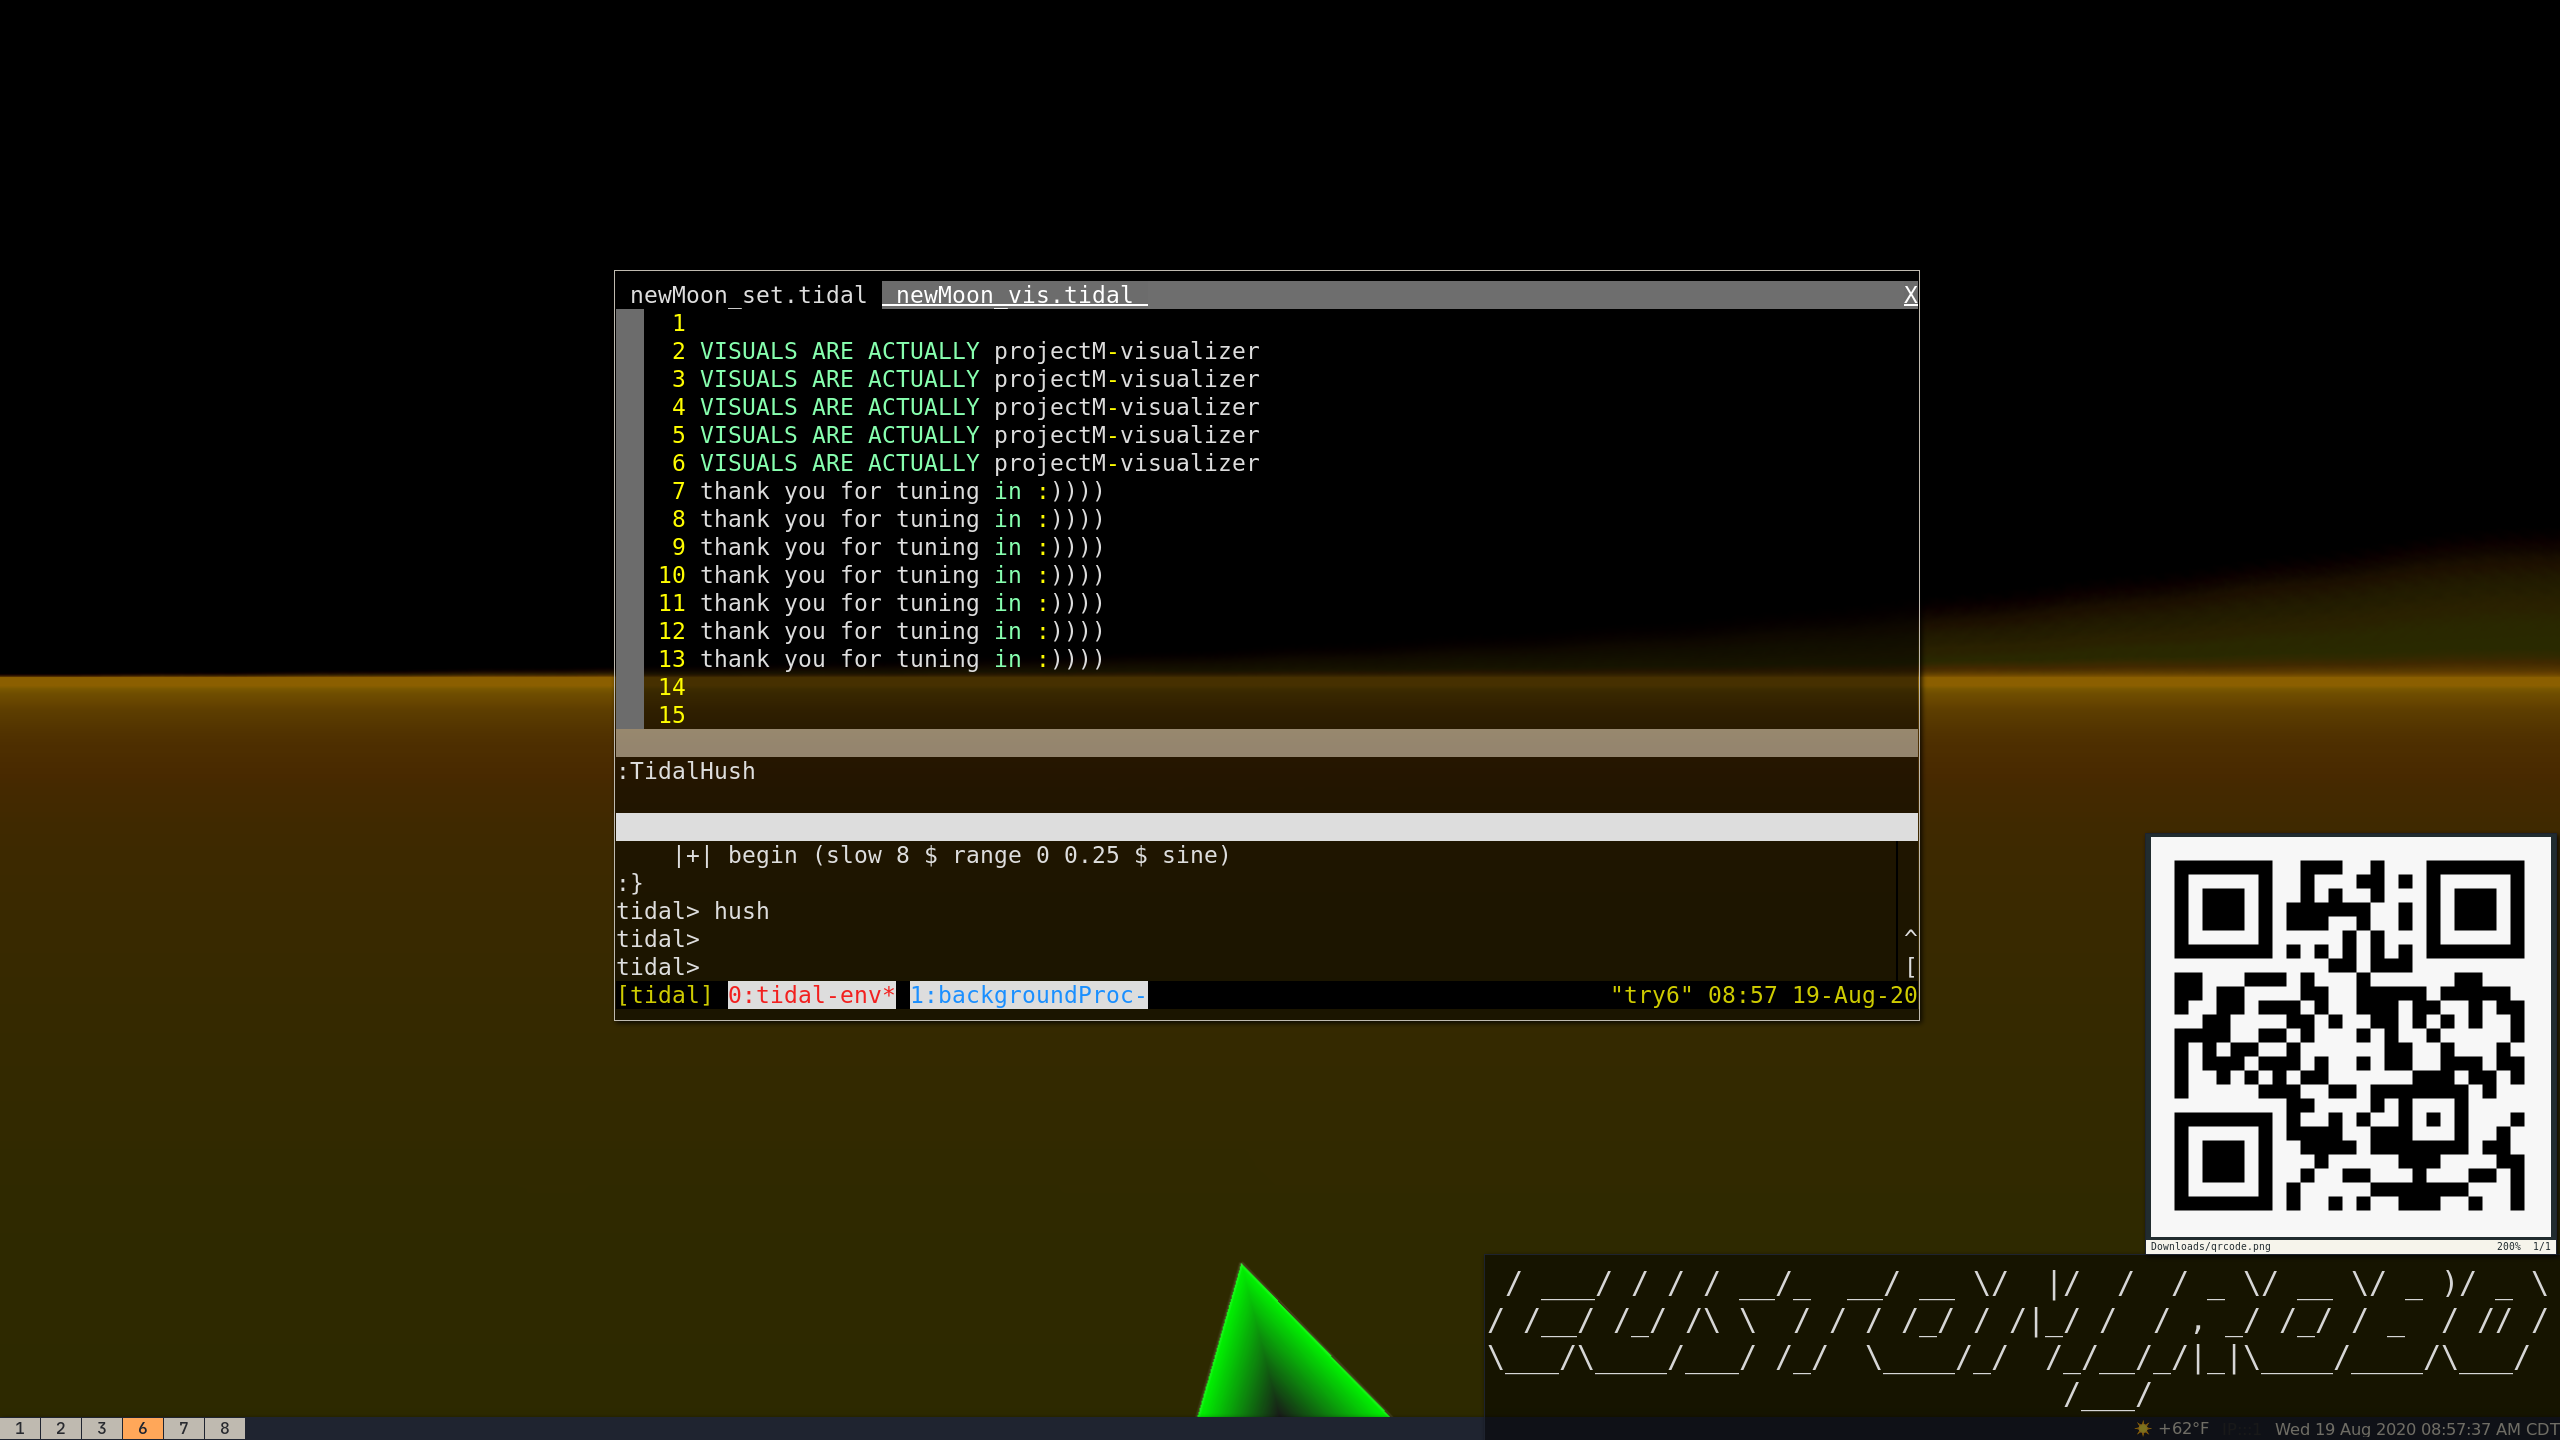 newMoon_set.tidal newMoon_vis.tidal X
1
2 VISUALS ARE ACTUALLY projectM-visualizer
3 VISUALS ARE ACTUALLY projectM-visualizer
4 VISUALS ARE ACTUALLY projectM-visualizer
5 VISUALS ARE ACTUALLY projectM-visualizer
6 VISUALS ARE ACTUALLY projectM-visualizer
7 thank you for tuning in :))))
8 thank you for tuning in :))))
9 thank you for tuning in :))))
10 thank you for tuning in :))))
11 thank you for tuning in :))))
12 thank you for tuning in :))))
13 thank you for tuning in :))))
14
15
:TidalHush
|+| begin (slow 8 $ range 0 0.25 $ sine)
:}
tidal> hush
tidal> ^
tidal> [
[tidal] 0:tidal-env* 1:backgroundProc- "try6" 08:57 19-Aug-20
Downloads/qrcode.png 200% 1/1
1 2 3 6 7 8 +62°F Wed 19 Aug 2020 08:57:37 AM CDT